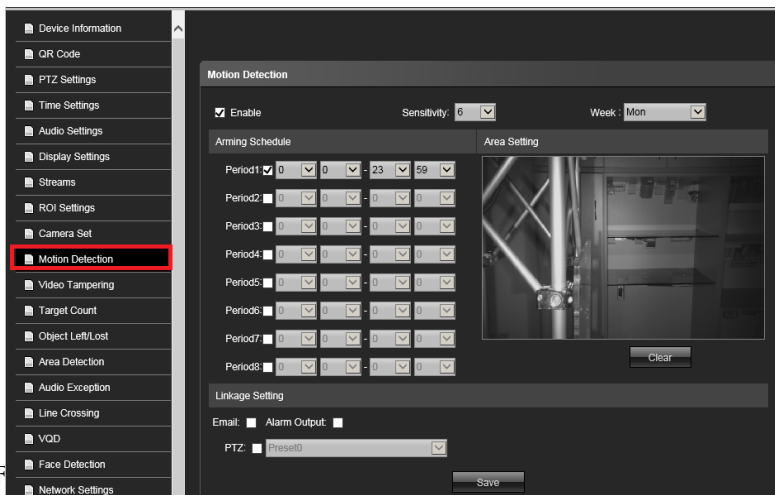 Device Information
QR Code
PTZ Settings
Time Settings
Audio Settings
Display Settings
Streams
ROI Settings
Camera Set
Motion Detection
Video Tampering
Target Count
Object Left/Lost
Area Detection
Audio Exception
Line Crossing
VQD
Face Detection
Network Settings
Motion Detection
Enable Sensitivity: 6 Week : Mon
Arming Schedule Area Setting
Period1: 0 0 - 23 59
Period2: 0 0 - 0 0
Period3: 0 0 - 0 0
Period4: 0 0 - 0 0
Period5: 0 0 - 0 0
Period6: 0 0 - 0 0
Period7: 0 0 - 0 0
Period8: 0 0 - 0 0
Clear
Linkage Setting
Email: Alarm Output:
PTZ: Preset0
Save